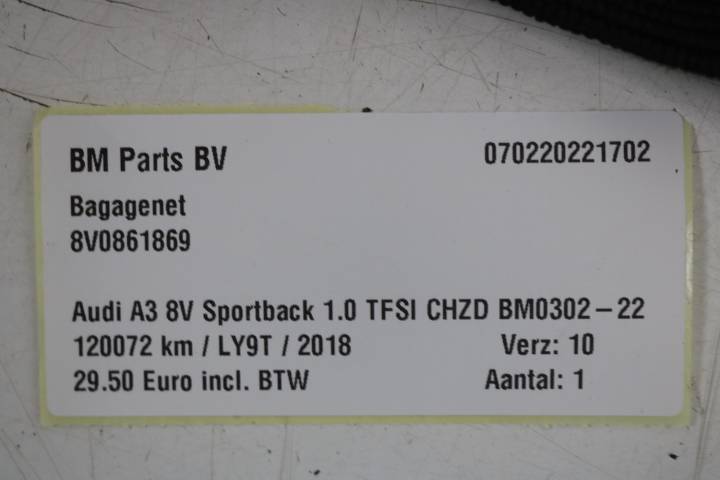 BM Parts BV 070220221702
Bagagenet
8V0861869
Audi A3 8V Sportback 1.0 TFSI CHZD BM0302-22
120072 km / LY9T / 2018 Verz: 10
29.50 Euro incl. BTW Aantal: 1